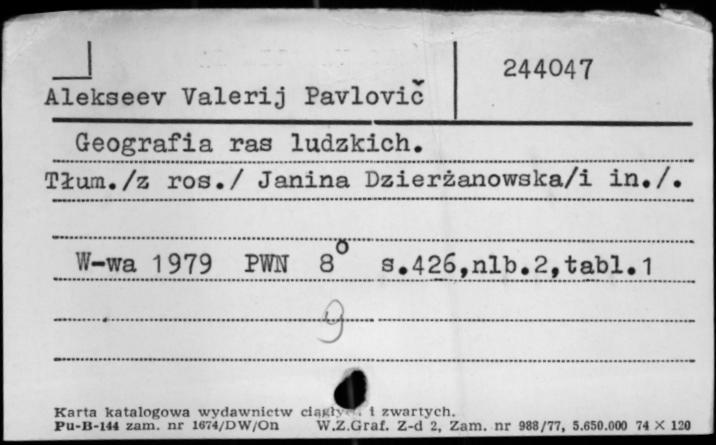 244047
Alekseev Valerij Pavlovič
Geografia ras ludzkich.
Tłum./z ros./ Janina Dzierżanowska/i in./.
W-wa 1979 PWN 8° s.426,nlb.2,tabl.1
9
Karta katalogowa wydawnictw i zwartych.
Pu-B-144 zam. nr 1674/DW/On W.Z.Graf. Z-d 2, Zam. nr 988/77, 5.650.000 74 × 120